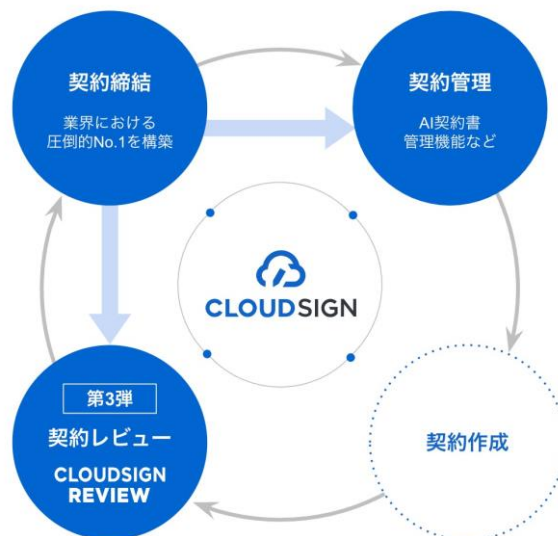 契約締結
業界における
圧倒的No.1を構築
契約管理
AI契約書
管理機能など
CLOUDSIGN
第3弾
契約レビュー
CLOUDSIGN
REVIEW
契約作成